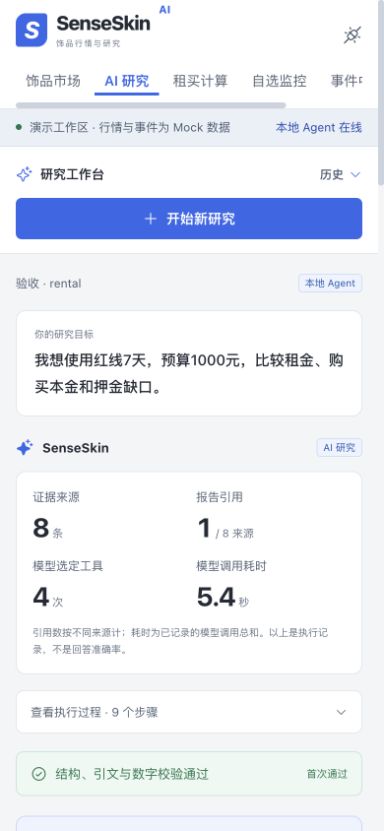 S
SenseSkin AI
饰品行情与研究
饰品市场 AI 研究 租买计算 自选监控 事件
演示工作区 · 行情与事件为 Mock 数据 本地 Agent 在线
研究工作台 历史
+ 开始新研究
验收 · rental 本地 Agent
你的研究目标
我想使用红线7天，预算1000元，比较租金、购
买本金和押金缺口。
SenseSkin AI 研究
证据来源 报告引用
8 条 1 / 8 来源
模型选定工具 模型调用耗时
4 次 5.4 秒
引用数按不同来源计；耗时为已记录的模型调用总和。以上是执行记
录，不是回答准确率。
查看执行过程 · 9 个步骤
结构、引文与数字校验通过 首次通过